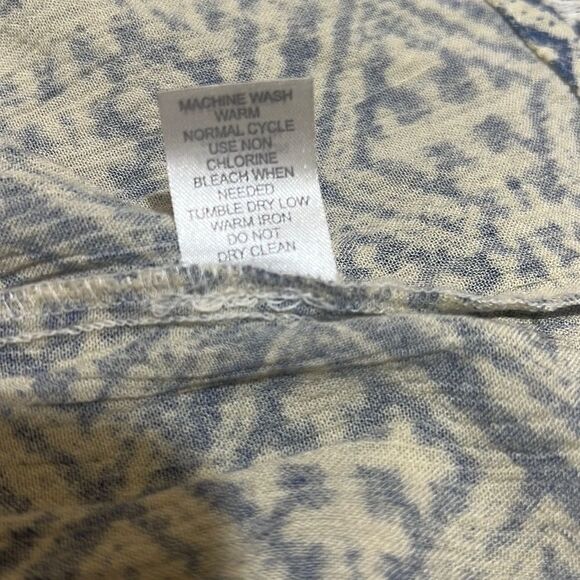 MACHINE WASH
WARM
NORMAL CYCLE
USE NON
CHLORINE
BLEACH WHEN
NEEDED
TUMBLE DRY LOW
WARM IRON
DO NOT
DRY CLEAN